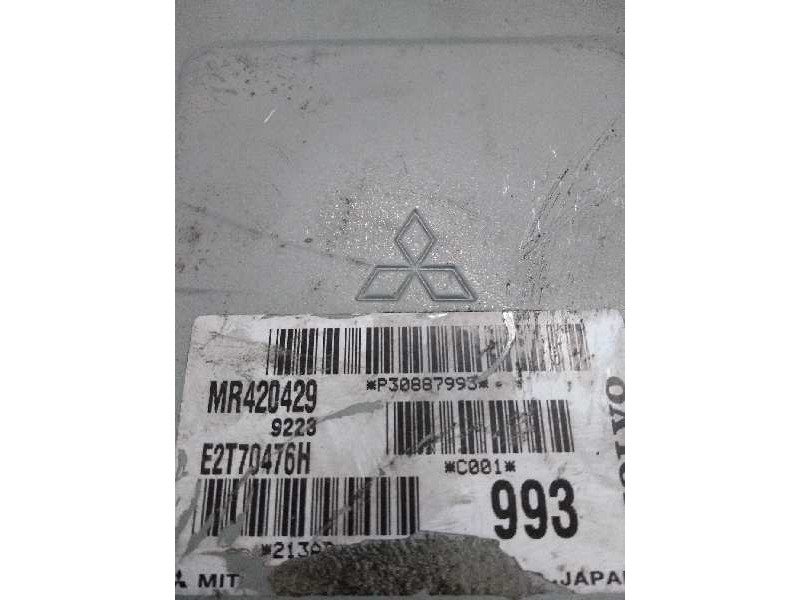 *P30887993*
MR420429
9223
E2T70476H
*C001*
993
*213A
MIT JAPAN
VOLVO